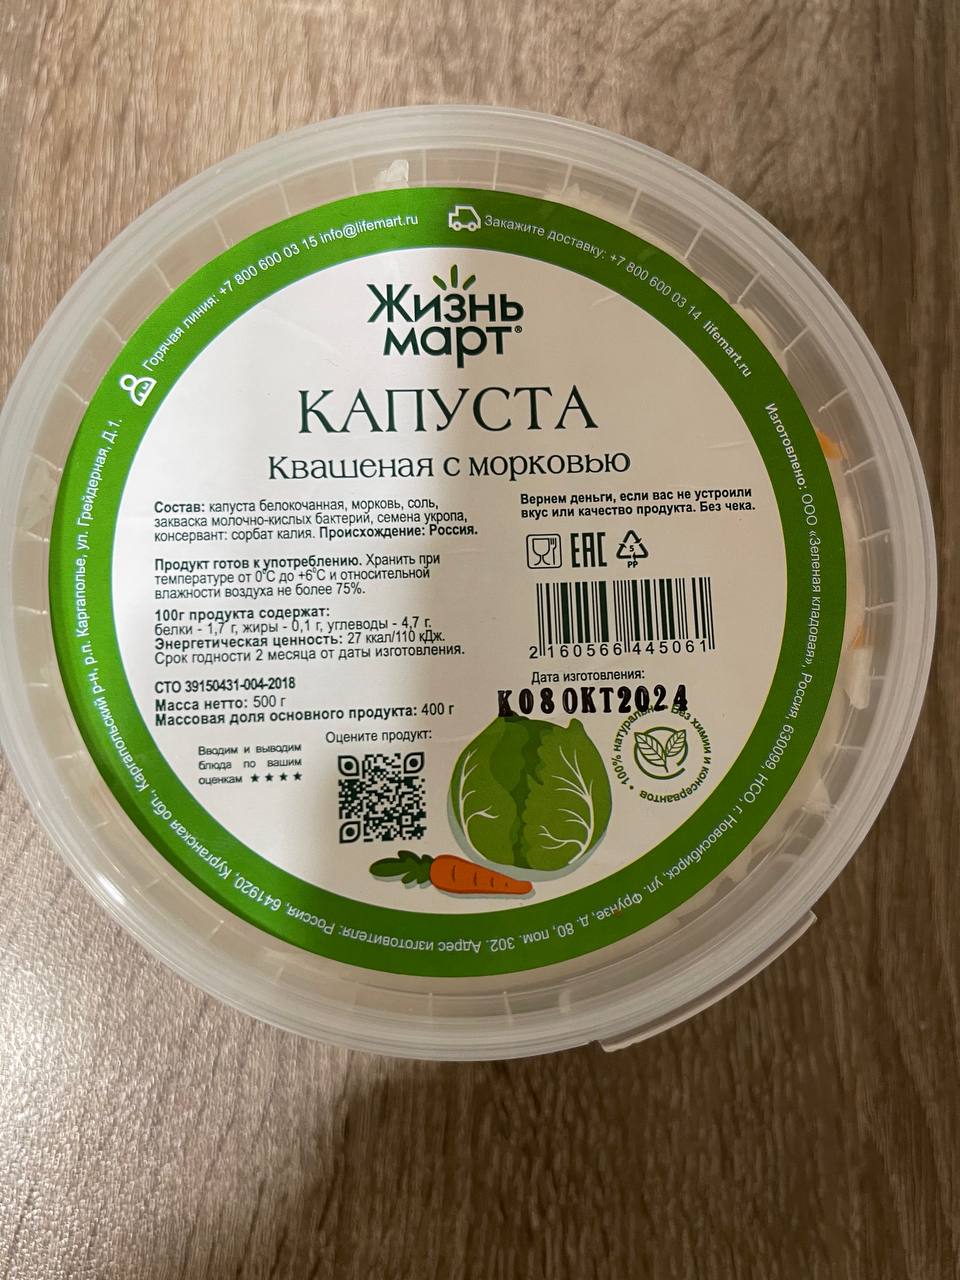 Горячая линия: +7 800 600 03 15 info@lifemart.ru
Закажите доставку: +7 800 600 03 14 lifemart.ru
Жизнь
март®
КАПУСТА
Квашеная с морковью
Состав: капуста белокочанная, морковь, соль,
закваска молочно-кислых бактерий, семена укропа,
консервант: сорбат калия. Происхождение: Россия.
Продукт готов к употреблению. Хранить при
температуре от 0°С до +6°С и относительной
влажности воздуха не более 75%.
100г продукта содержат:
белки - 1,7 г, жиры - 0,1 г, углеводы - 4,7 г.
Энергетическая ценность: 27 ккал/110 кДж.
Срок годности 2 месяца от даты изготовления.
СТО 39150431-004-2018
Масса нетто: 500 г
Массовая доля основного продукта: 400 г
Вернем деньги, если вас не устроили
вкус или качество продукта. Без чека.
EAC
5
PP
2 160566 445061
Дата изготовления:
К08ОКТ2024
Оцените продукт:
Вводим и выводим
блюда по вашим
оценкам ★★★★
• 100% натурально • Без химии и консервантов
Изготовлено: ООО «Зеленая кладовая», Россия, 630099, НСО, г. Новосибирск, ул. Фрунзе, д. 80, пом. 302. Адрес изготовителя: Россия, 641920, Курганская обл., Каргапольский р-н, р.п. Каргаполье, ул. Грейдерная, Д.1.